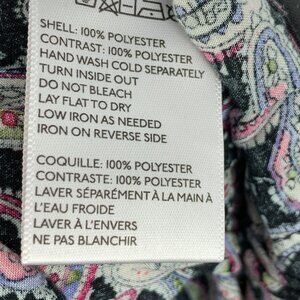 SHELL: 100% POLYESTER
CONTRAST: 100% POLYESTER
HAND WASH COLD SEPARATELY
TURN INSIDE OUT
DO NOT BLEACH
LAY FLAT TO DRY
LOW IRON AS NEEDED
IRON ON REVERSE SIDE
COQUILLE: 100% POLYESTER
CONTRASTE: 100% POLYESTER
LAVER SÉPARÉMENT À LA MAIN À
L'EAU FROIDE
LAVER À L'ENVERS
NE PAS BLANCHIR